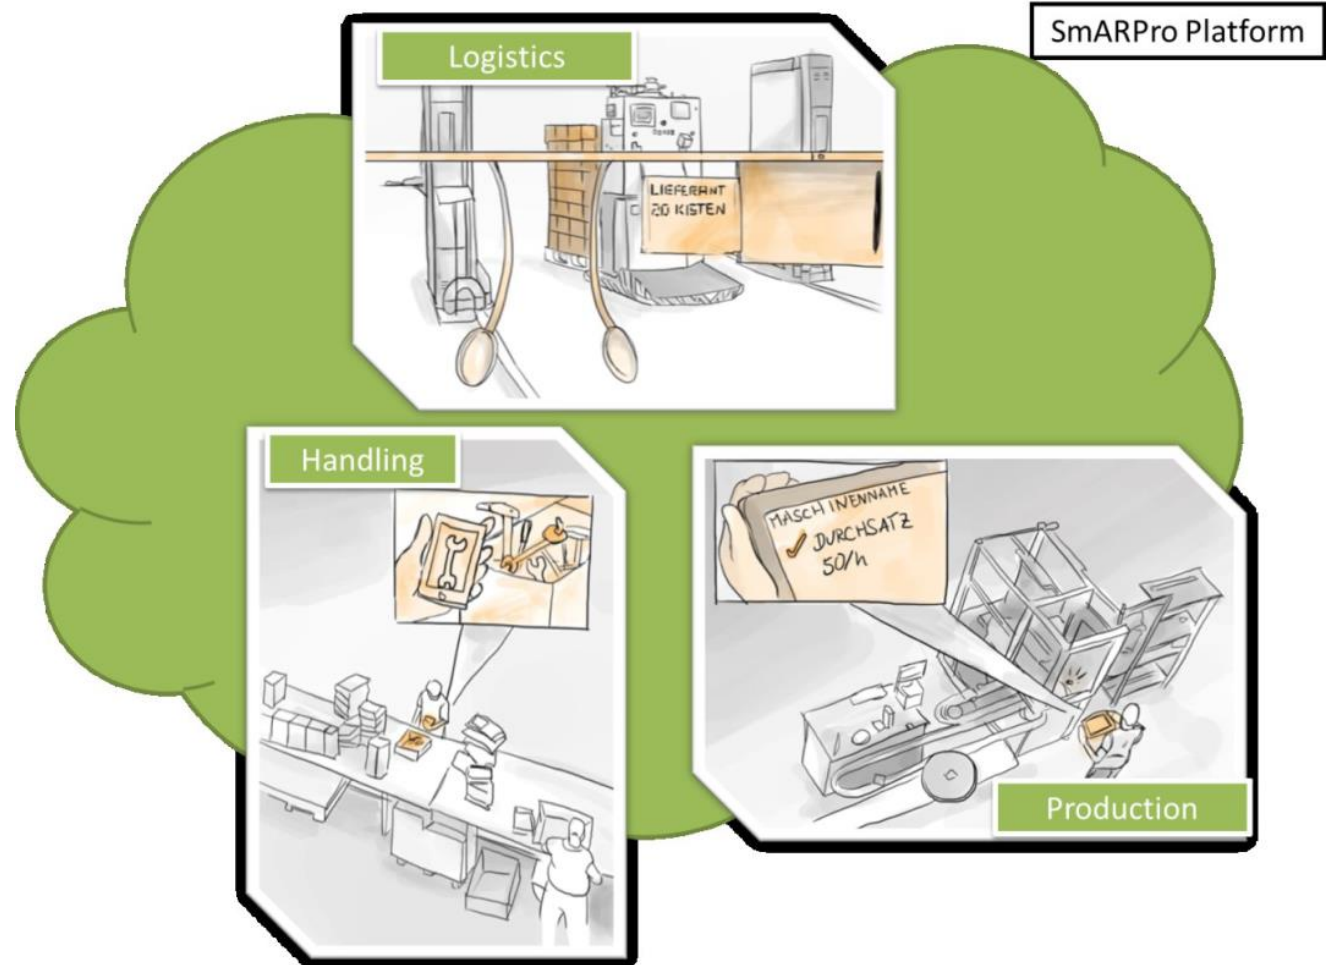 SmARPro Platform
Logistics
LIEFERANT
20 KISTEN
Handling
MASCHINENNAME
✓ DURCHSATZ
50/h
Production